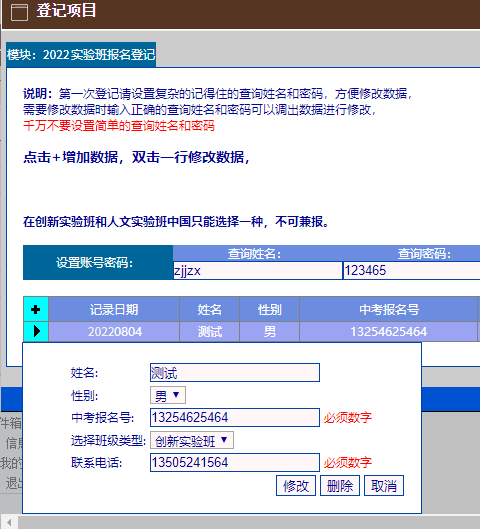 登记项目
模块：2022实验班报名登记
说明：第一次登记请设置复杂的记得住的查询姓名和密码，方便修改数据，
需要修改数据时输入正确的查询姓名和密码可以调出数据进行修改，
千万不要设置简单的查询姓名和密码
点击+增加数据，双击一行修改数据，
在创新实验班和人文实验班中国只能选择一种，不可兼报。
设置账号密码： 查询姓名： 查询密码：
zjjzx 123465
记录日期 姓名 性别 中考报名号
20220804 测试 男 13254625464
姓名: 测试
性别: 男
中考报名号: 13254625464 必须数字
件箱
选择班级类型: 创新实验班
信息
联系电话: 13505241564 必须数字
我的
退出
修改 删除 取消